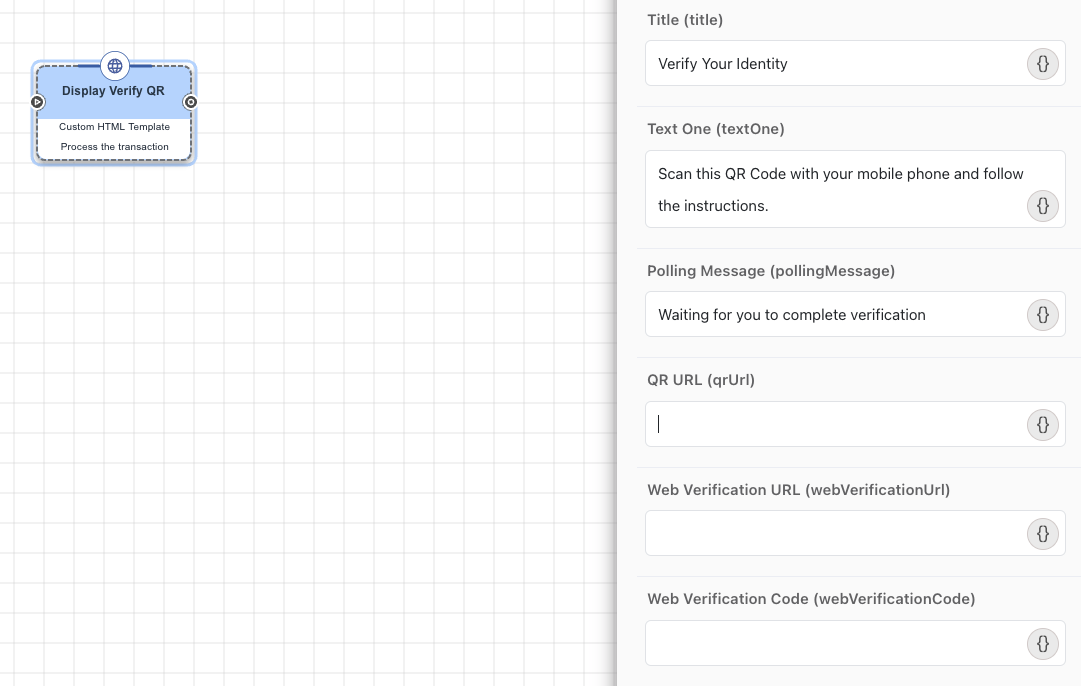 Display Verify QR
Custom HTML Template
Process the transaction
Title (title)
Verify Your Identity
{}
Text One (textOne)
Scan this QR Code with your mobile phone and follow
the instructions.
{}
Polling Message (pollingMessage)
Waiting for you to complete verification
{}
QR URL (qrUrl)
{}
Web Verification URL (webVerificationUrl)
{}
Web Verification Code (webVerificationCode)
{}